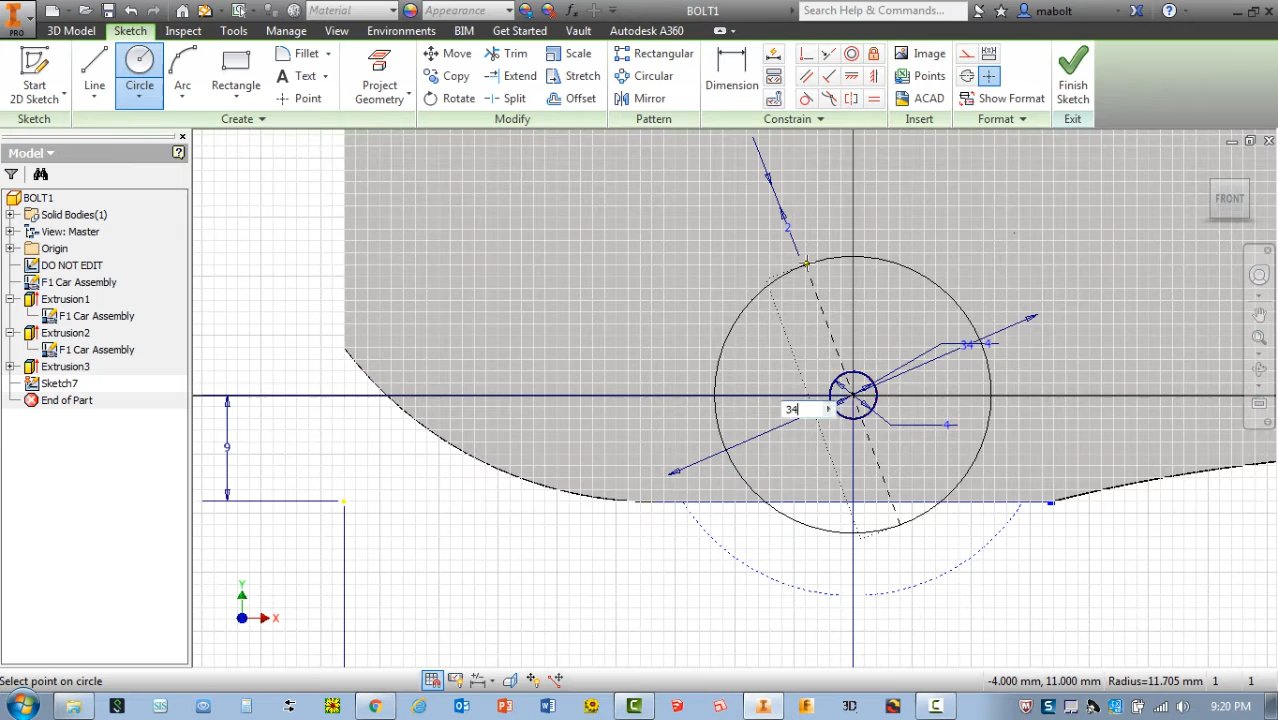 Material
Appearance
BOLT1
Search Help & Commands...
mabolt
PRO
3D Model
Sketch
Inspect
Tools
Manage
View
Environments
BIM
Get Started
Vault
Autodesk A360
Start
2D Sketch
Line
Circle
Arc
Rectangle
Fillet
Text
Point
Project
Geometry
Move
Copy
Rotate
Trim
Extend
Split
Scale
Stretch
Offset
Rectangular
Circular
Mirror
Dimension
Image
Points
ACAD
Show Format
Finish
Sketch
Sketch
Create
Modify
Pattern
Constrain
Insert
Format
Exit
Model
BOLT1
Solid Bodies(1)
View: Master
Origin
DO NOT EDIT
F1 Car Assembly
Extrusion1
F1 Car Assembly
Extrusion2
F1 Car Assembly
Extrusion3
Sketch7
End of Part
FRONT
2
34
4
34
4
9
Y
X
Select point on circle
-4.000 mm, 11.000 mm
Radius=11.705 mm
1
1
9:20 PM